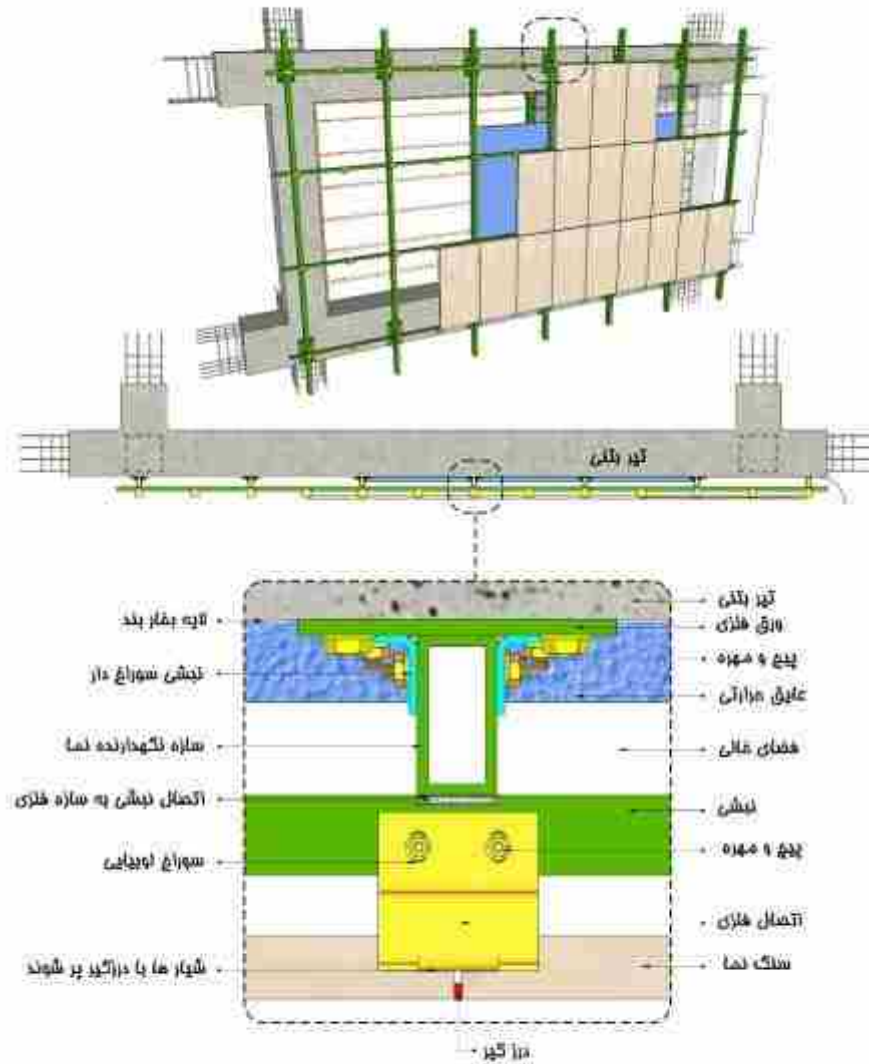 تیر بتنی
تیر بتنی
لایه بخار بند
ورق فلزی
پیچ و مهره
نبشی سوراخ دار
عایق حرارتی
سازه نگهدارنده نما
فضای خالی
اتصال نبشی به سازه فلزی
نبشی
سوراخ لوبیایی
پیچ و مهره
اتصال فلزی
شیار ها با درزگیر پر شوند
سنگ نما
درز گیر